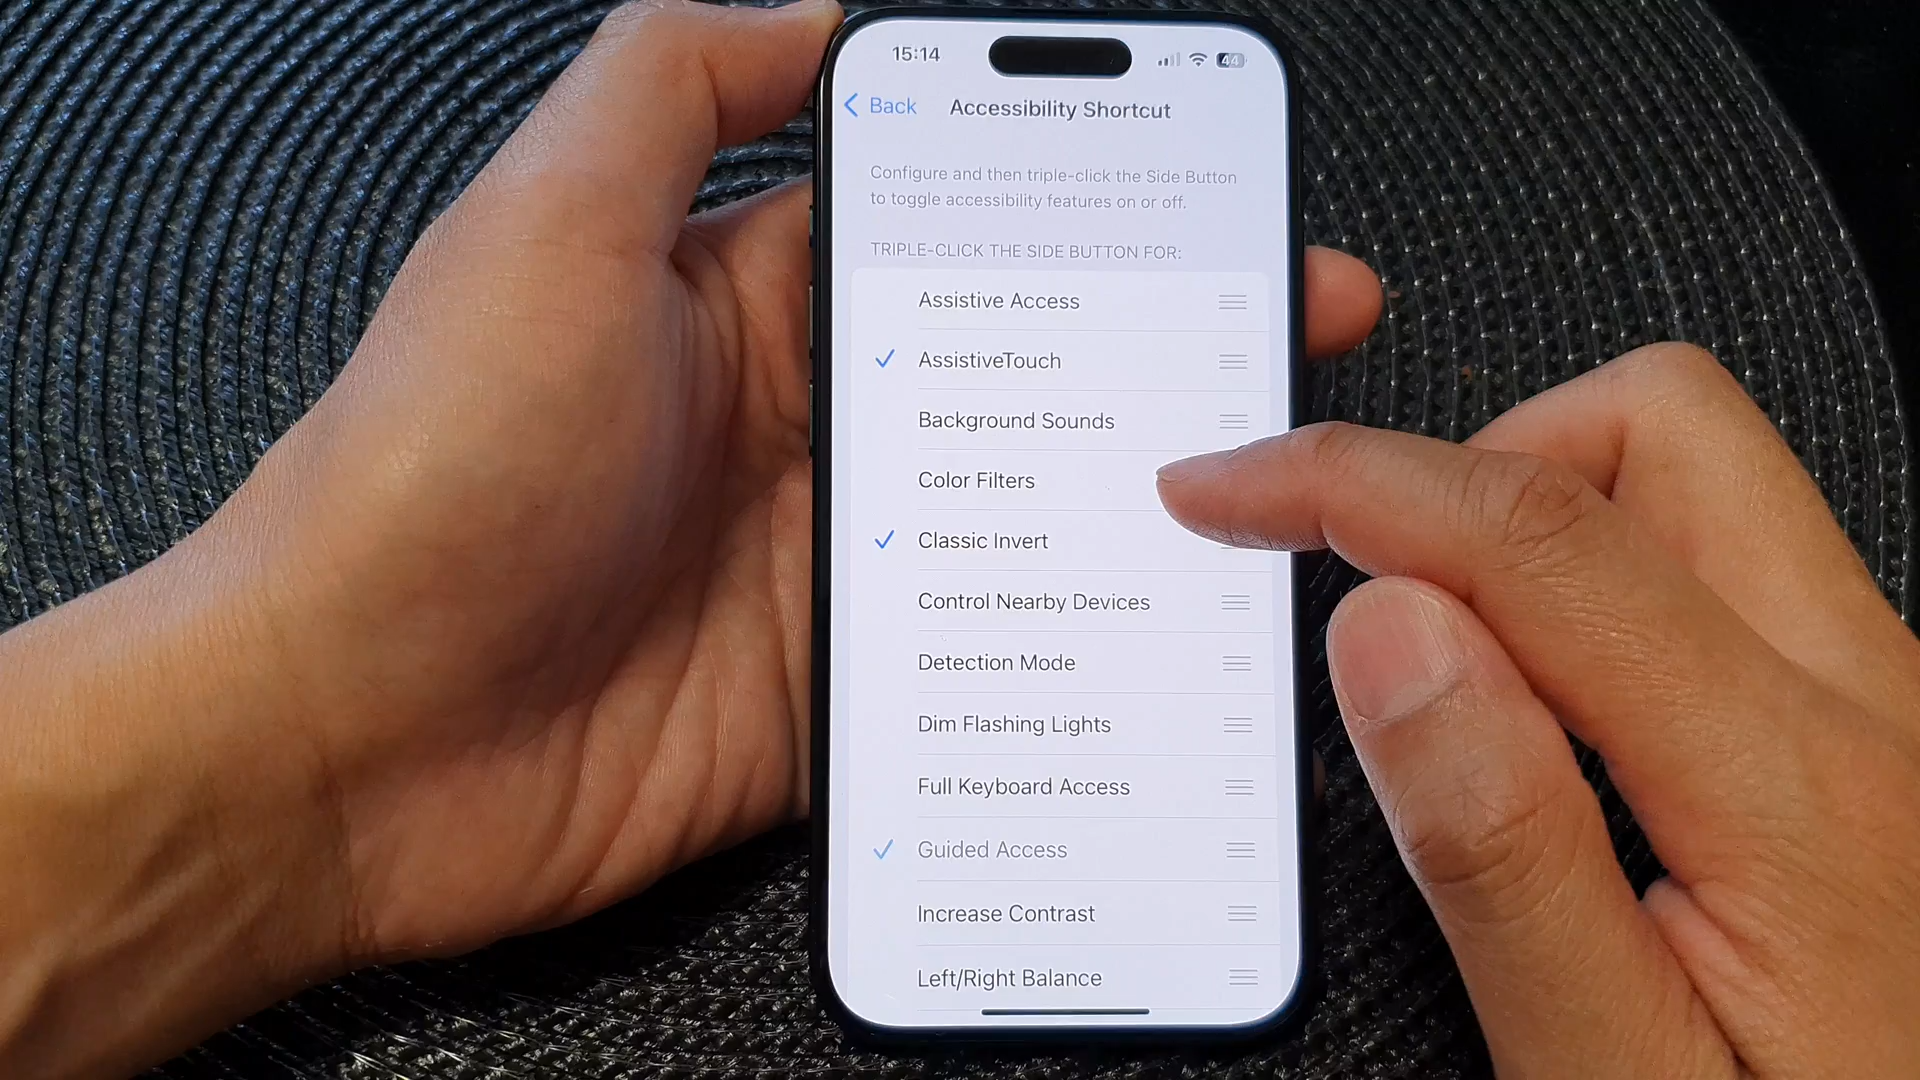 15:14
44
Back
Accessibility Shortcut
Configure and then triple-click the Side Button
to toggle accessibility features on or off.
TRIPLE-CLICK THE SIDE BUTTON FOR:
Assistive Access
AssistiveTouch
Background Sounds
Color Filters
Classic Invert
Control Nearby Devices
Detection Mode
Dim Flashing Lights
Full Keyboard Access
Guided Access
Increase Contrast
Left/Right Balance